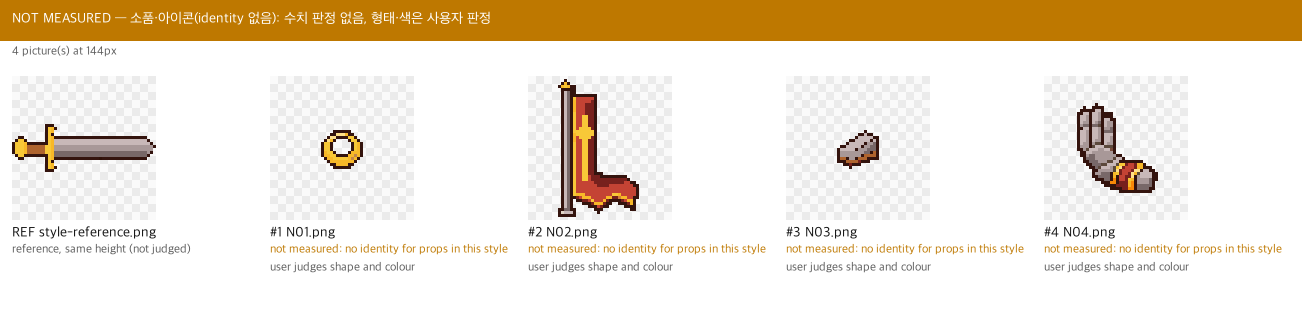 NOT MEASURED — 소품·아이콘(identity 없음): 수치 판정 없음, 형태·색은 사용자 판정
4 picture(s) at 144px
REF style-reference.png
reference, same height (not judged)
#1 N01.png
not measured: no identity for props in this style
user judges shape and colour
#2 N02.png
not measured: no identity for props in this style
user judges shape and colour
#3 N03.png
not measured: no identity for props in this style
user judges shape and colour
#4 N04.png
not measured: no identity for props in this style
user judges shape and colour